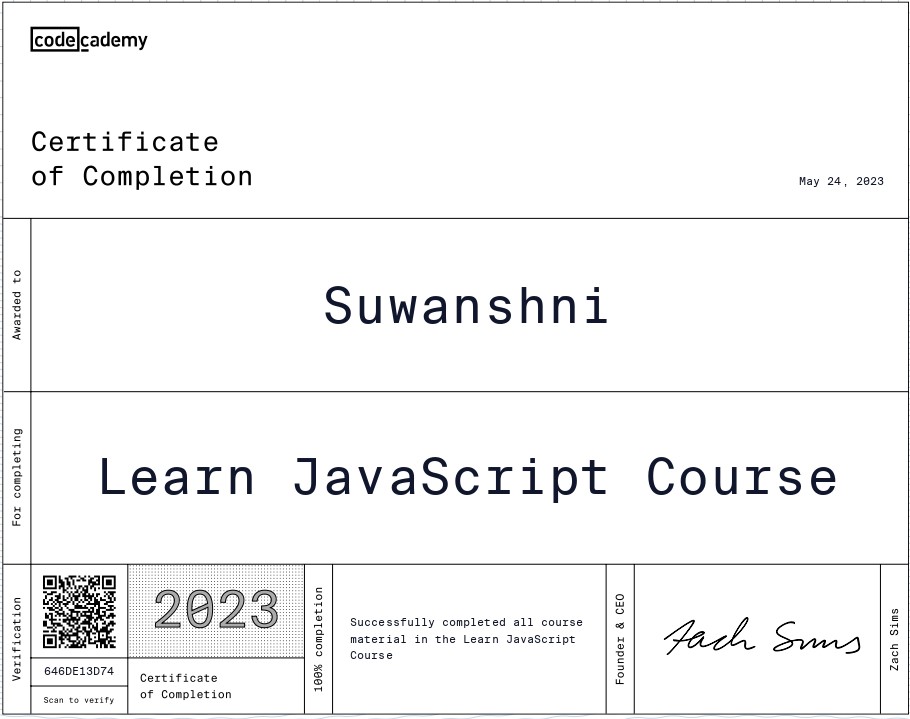 codecademy
Certificate
of Completion
May 24, 2023
Awarded to
Suwanshni
For completing
Learn JavaScript Course
Verification
646DE13D74
Scan to verify
2023
Certificate
of Completion
100% completion
Successfully completed all course
material in the Learn JavaScript
Course
Founder & CEO
Zach Sims
Zach Sims